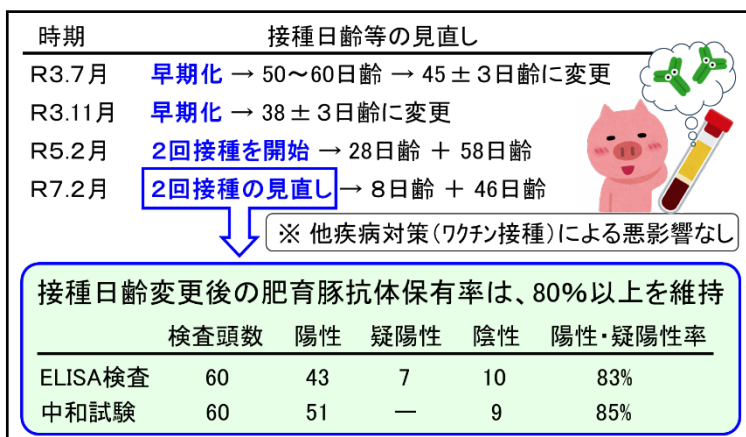 時期 接種日齢等の見直し
R3.7月 早期化 → 50～60日齢 → 45±3日齢に変更
R3.11月 早期化 → 38±3日齢に変更
R5.2月 2回接種を開始 → 28日齢 + 58日齢
R7.2月 2回接種の見直し → 8日齢 + 46日齢
※ 他疾病対策(ワクチン接種)による悪影響なし
接種日齢変更後の肥育豚抗体保有率は、80%以上を維持
検査頭数 陽性 疑陽性 陰性 陽性・疑陽性率
ELISA検査 60 43 7 10 83%
中和試験 60 51 — 9 85%